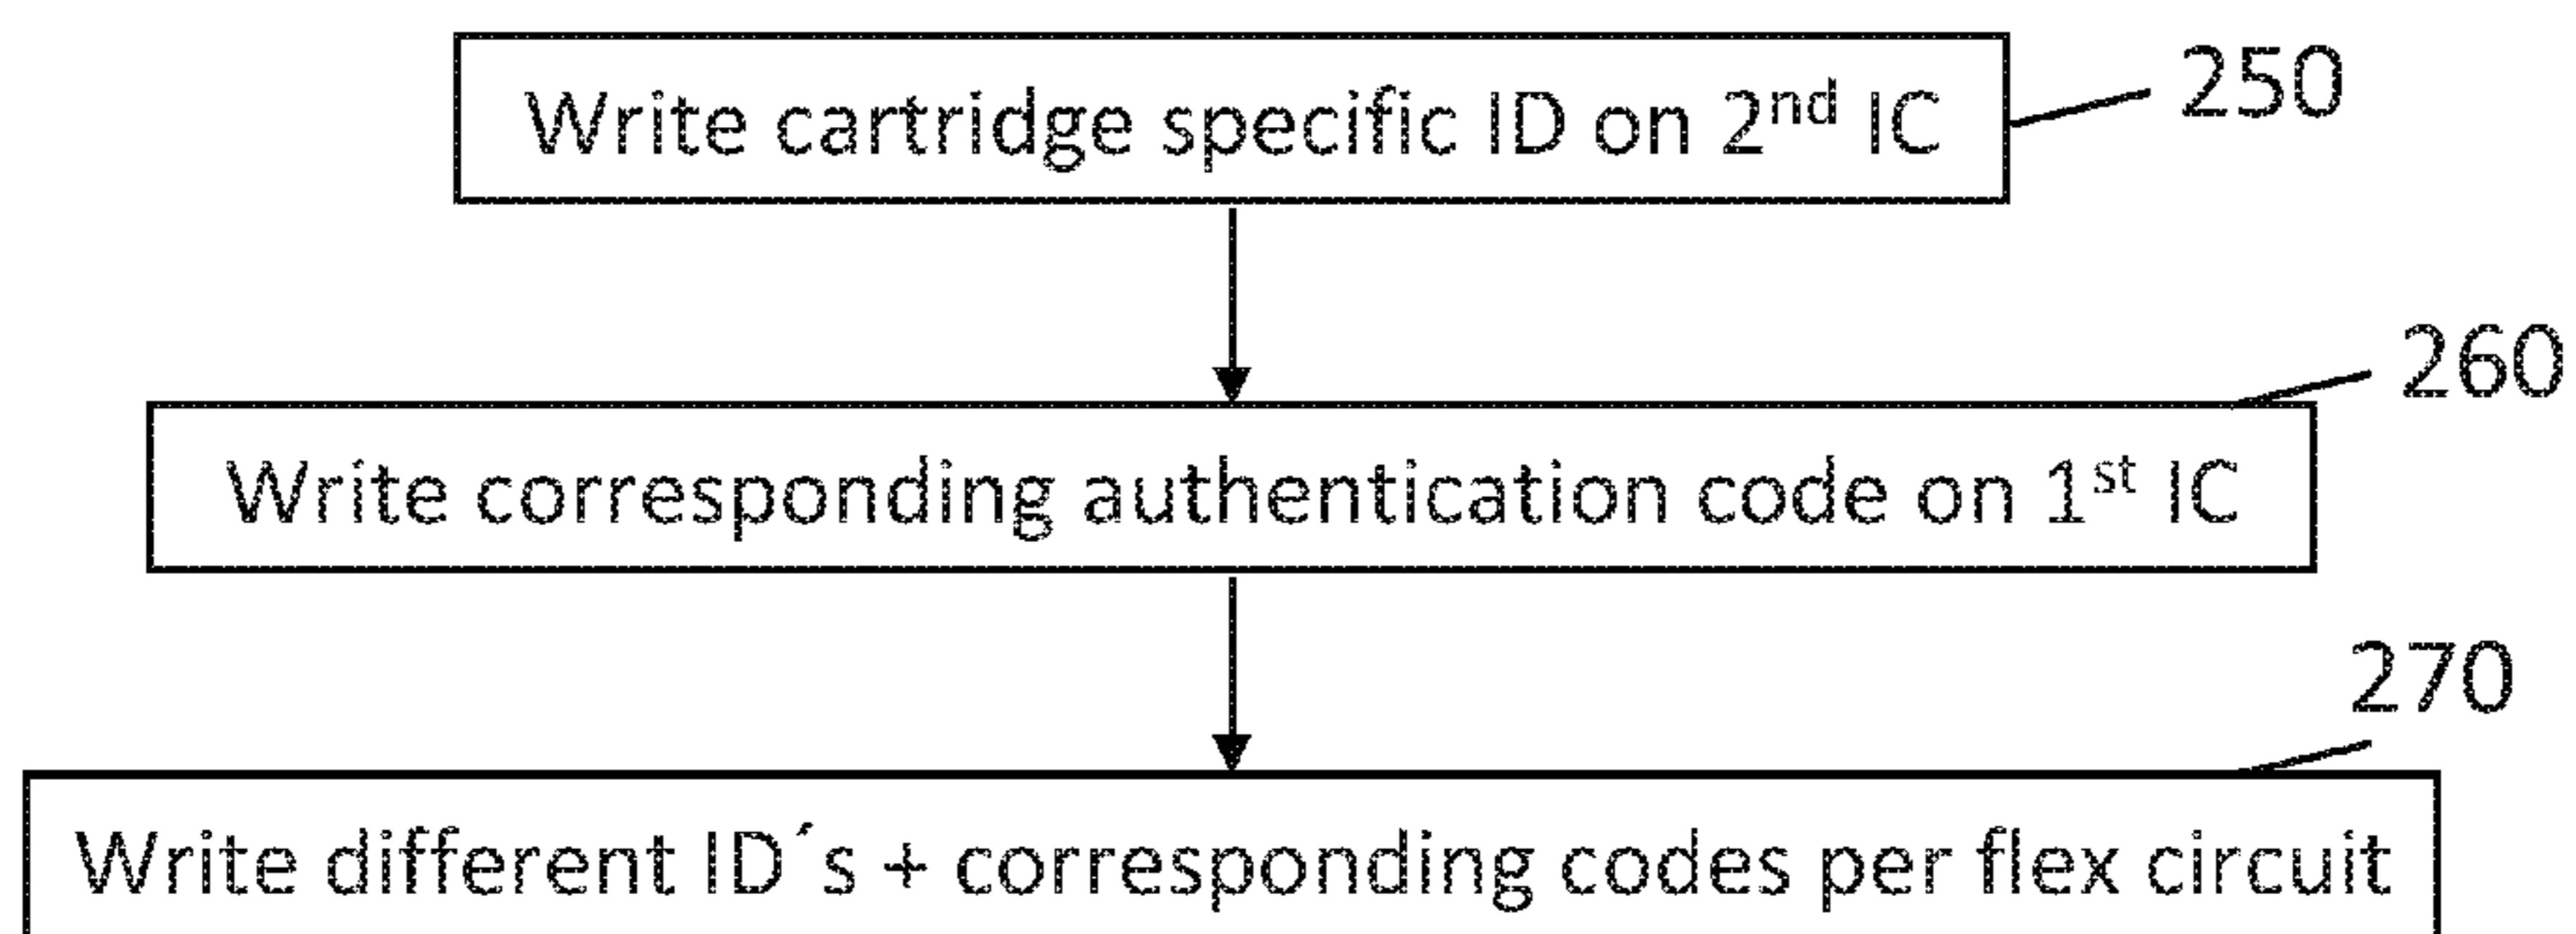 Write cartridge specific ID on 2nd IC
250
260
Write corresponding authentication code on 1st IC
270
Write different ID´s + corresponding codes per flex circuit